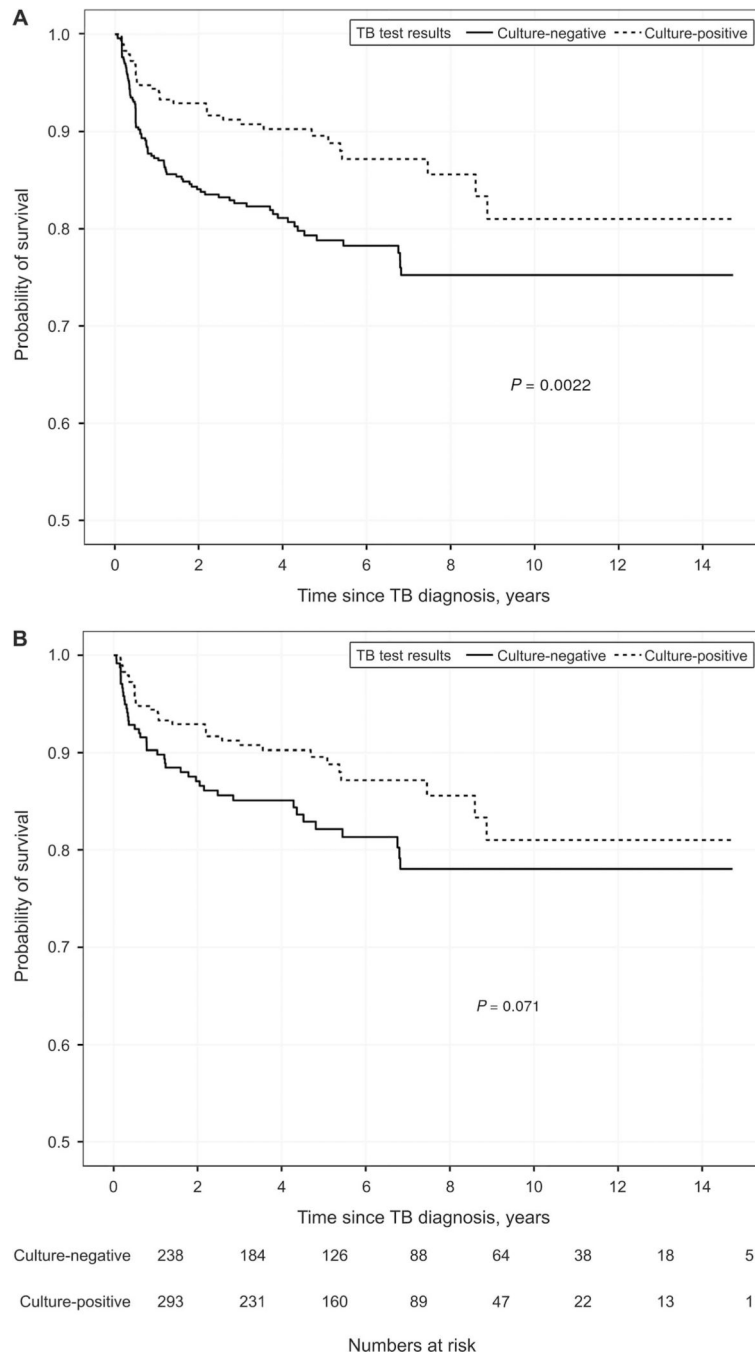 A
TB test results Culture-negative Culture-positive
1.0
0.9
0.8
0.7
0.6
0.5
Probability of survival
P = 0.0022
0 2 4 6 8 10 12 14
Time since TB diagnosis, years
B
TB test results Culture-negative Culture-positive
1.0
0.9
0.8
0.7
0.6
0.5
Probability of survival
P = 0.071
0 2 4 6 8 10 12 14
Time since TB diagnosis, years
Culture-negative 238 184 126 88 64 38 18 5
Culture-positive 293 231 160 89 47 22 13 1
Numbers at risk